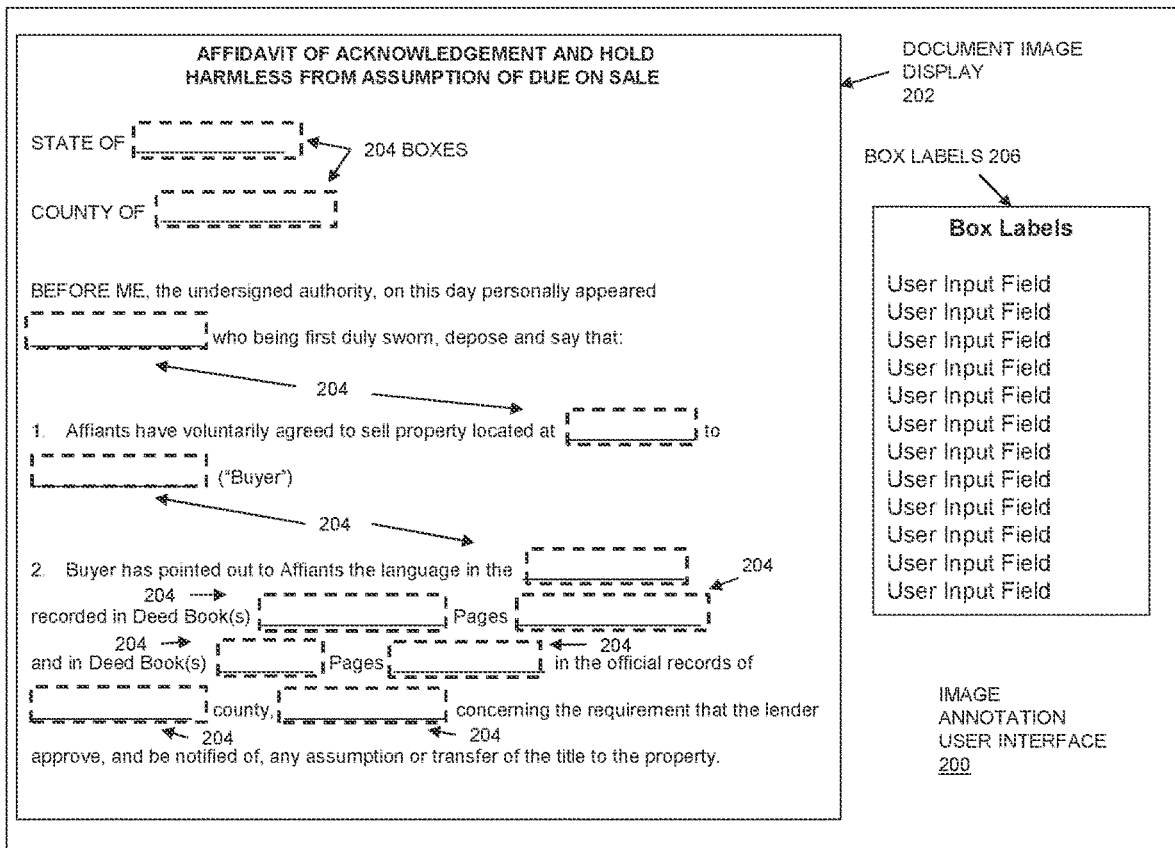 AFFIDAVIT OF ACKNOWLEDGEMENT AND HOLD
HARMLESS FROM ASSUMPTION OF DUE ON SALE
STATE OF
204 BOXES
COUNTY OF
BEFORE ME, the undersigned authority, on this day personally appeared
who being first duly sworn, depose and say that:
204
1. Affiants have voluntarily agreed to sell property located at to
("Buyer")
204
2. Buyer has pointed out to Affiants the language in the
204
204
recorded in Deed Book(s) Pages
204
204
and in Deed Book(s) Pages in the official records of
county, concerning the requirement that the lender
204
204
approve, and be notified of, any assumption or transfer of the title to the property.
DOCUMENT IMAGE
DISPLAY
202
BOX LABELS 206
Box Labels
User Input Field
User Input Field
User Input Field
User Input Field
User Input Field
User Input Field
User Input Field
User Input Field
User Input Field
User Input Field
User Input Field
User Input Field
IMAGE
ANNOTATION
USER INTERFACE
200